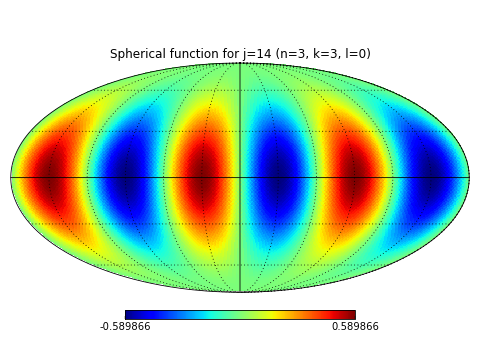 Spherical function for j=14 (n=3, k=3, l=0)
-0.589866 0.589866